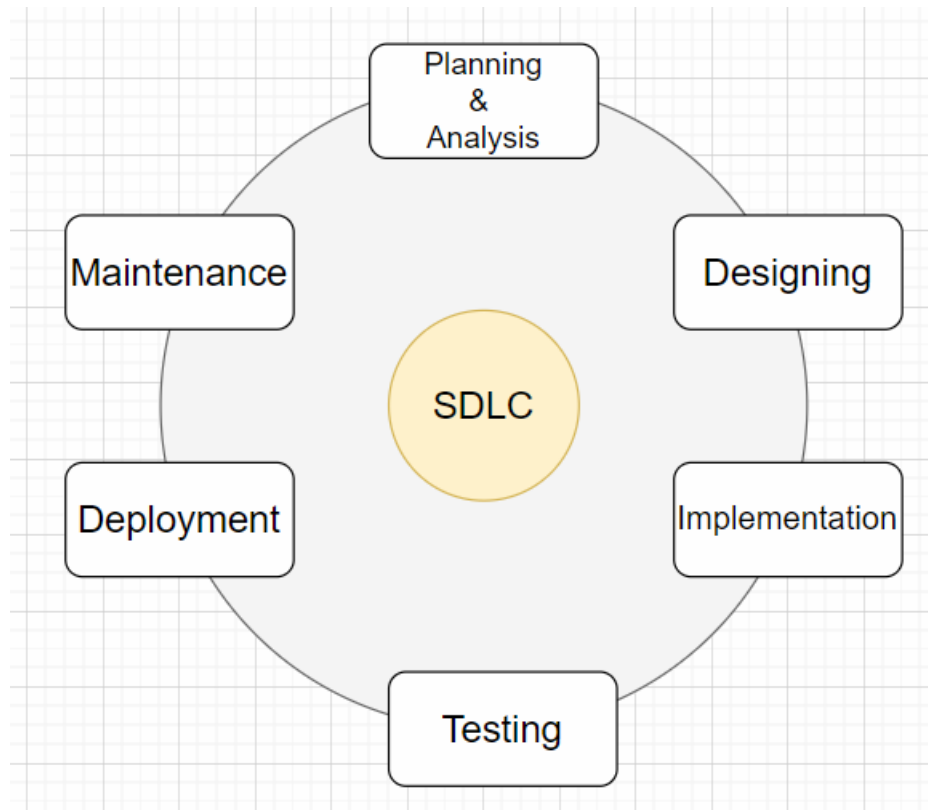 Planning
&
Analysis
Maintenance
Designing
SDLC
Deployment
Implementation
Testing